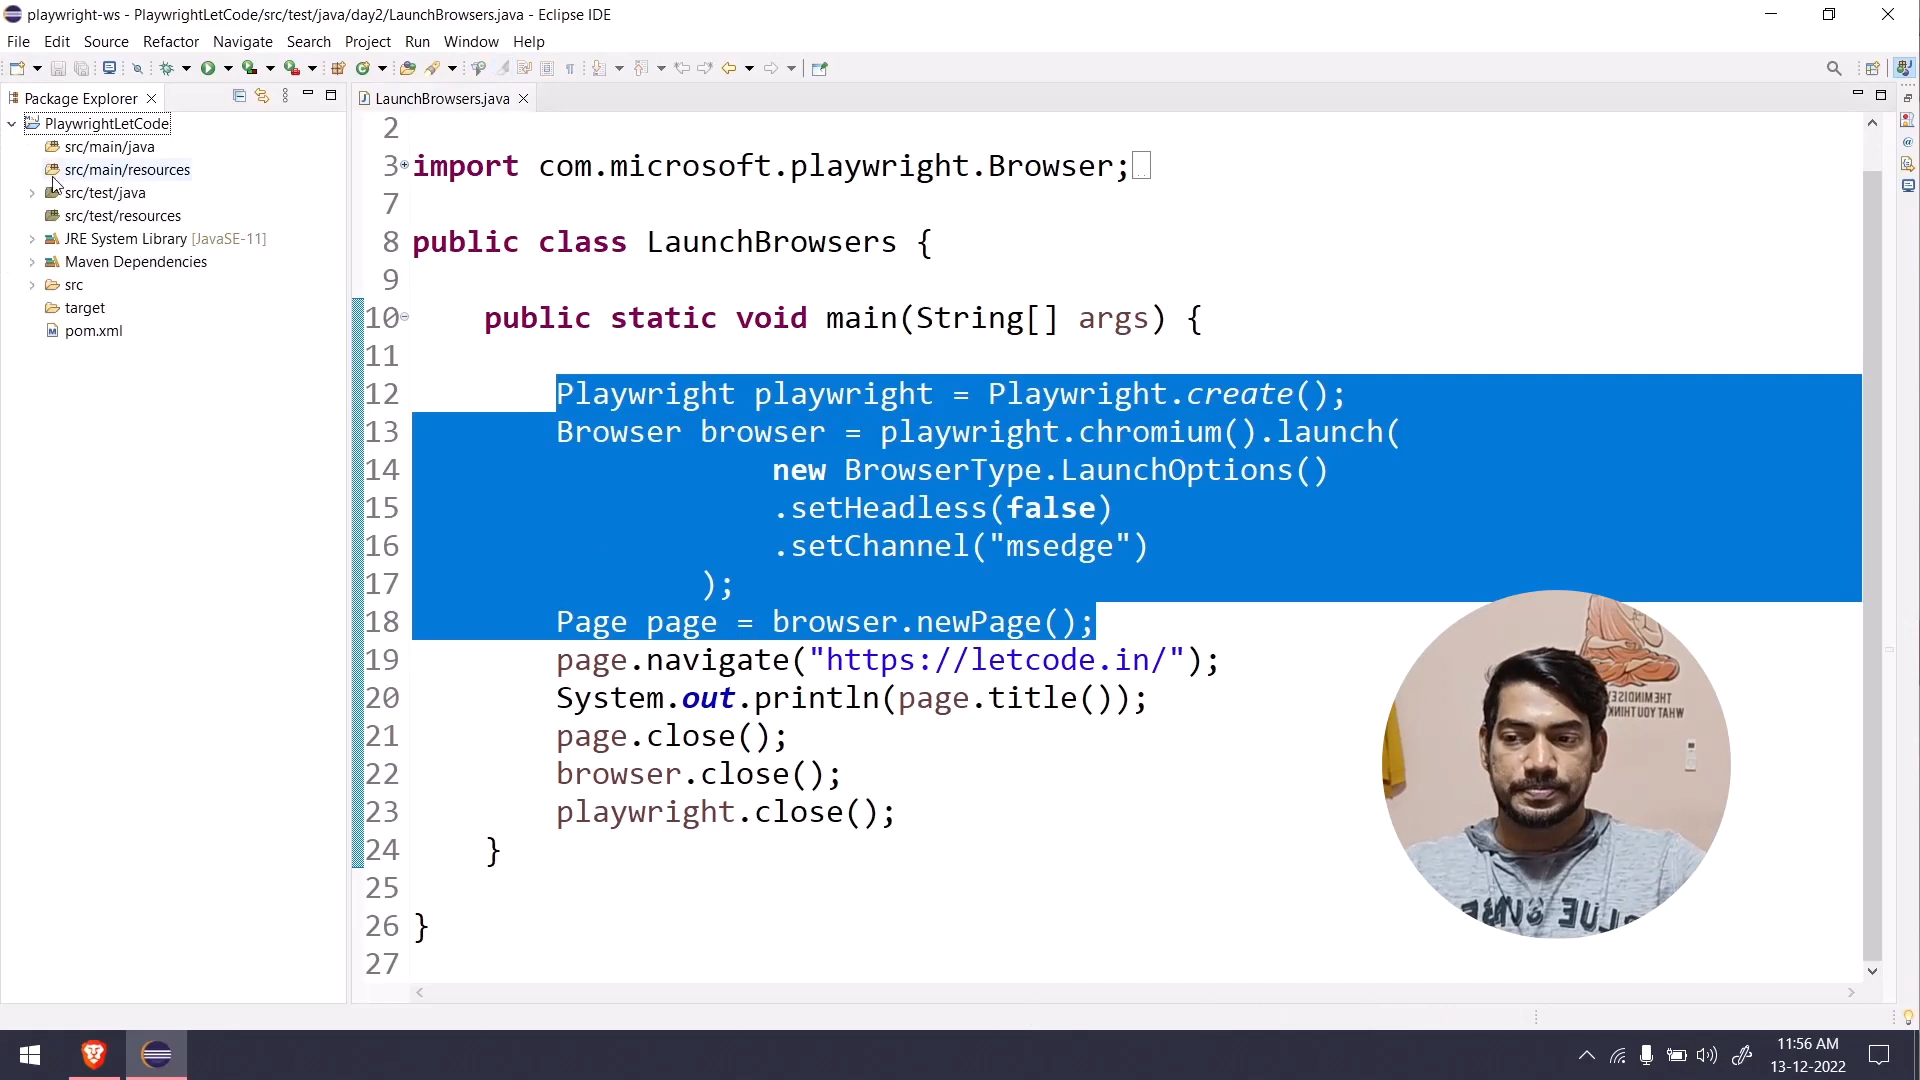 playwright-ws - PlaywrightLetCode/src/test/java/day2/LaunchBrowsers.java - Eclipse IDE
File Edit Source Refactor Navigate Search Project Run Window Help
Package Explorer
LaunchBrowsers.java
PlaywrightLetCode
src/main/java
src/main/resources
src/test/java
src/test/resources
JRE System Library [JavaSE-11]
Maven Dependencies
src
target
pom.xml
2
3 import com.microsoft.playwright.Browser;
7
8 public class LaunchBrowsers {
9
10 public static void main(String[] args) {
11
12 Playwright playwright = Playwright.create();
13 Browser browser = playwright.chromium().launch(
14 new BrowserType.LaunchOptions()
15 .setHeadless(false)
16 .setChannel("msedge")
17 );
18 Page page = browser.newPage();
19 page.navigate("https://letcode.in/");
20 System.out.println(page.title());
21 page.close();
22 browser.close();
23 playwright.close();
24 }
25
26 }
27
WHAT YOU THINK
11:56 AM
13-12-2022